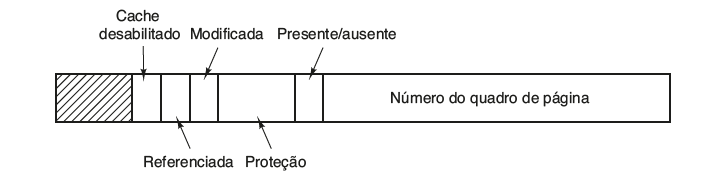 Cache
desabilitado
Modificada
Presente/ausente
Número do quadro de página
Referenciada
Proteção